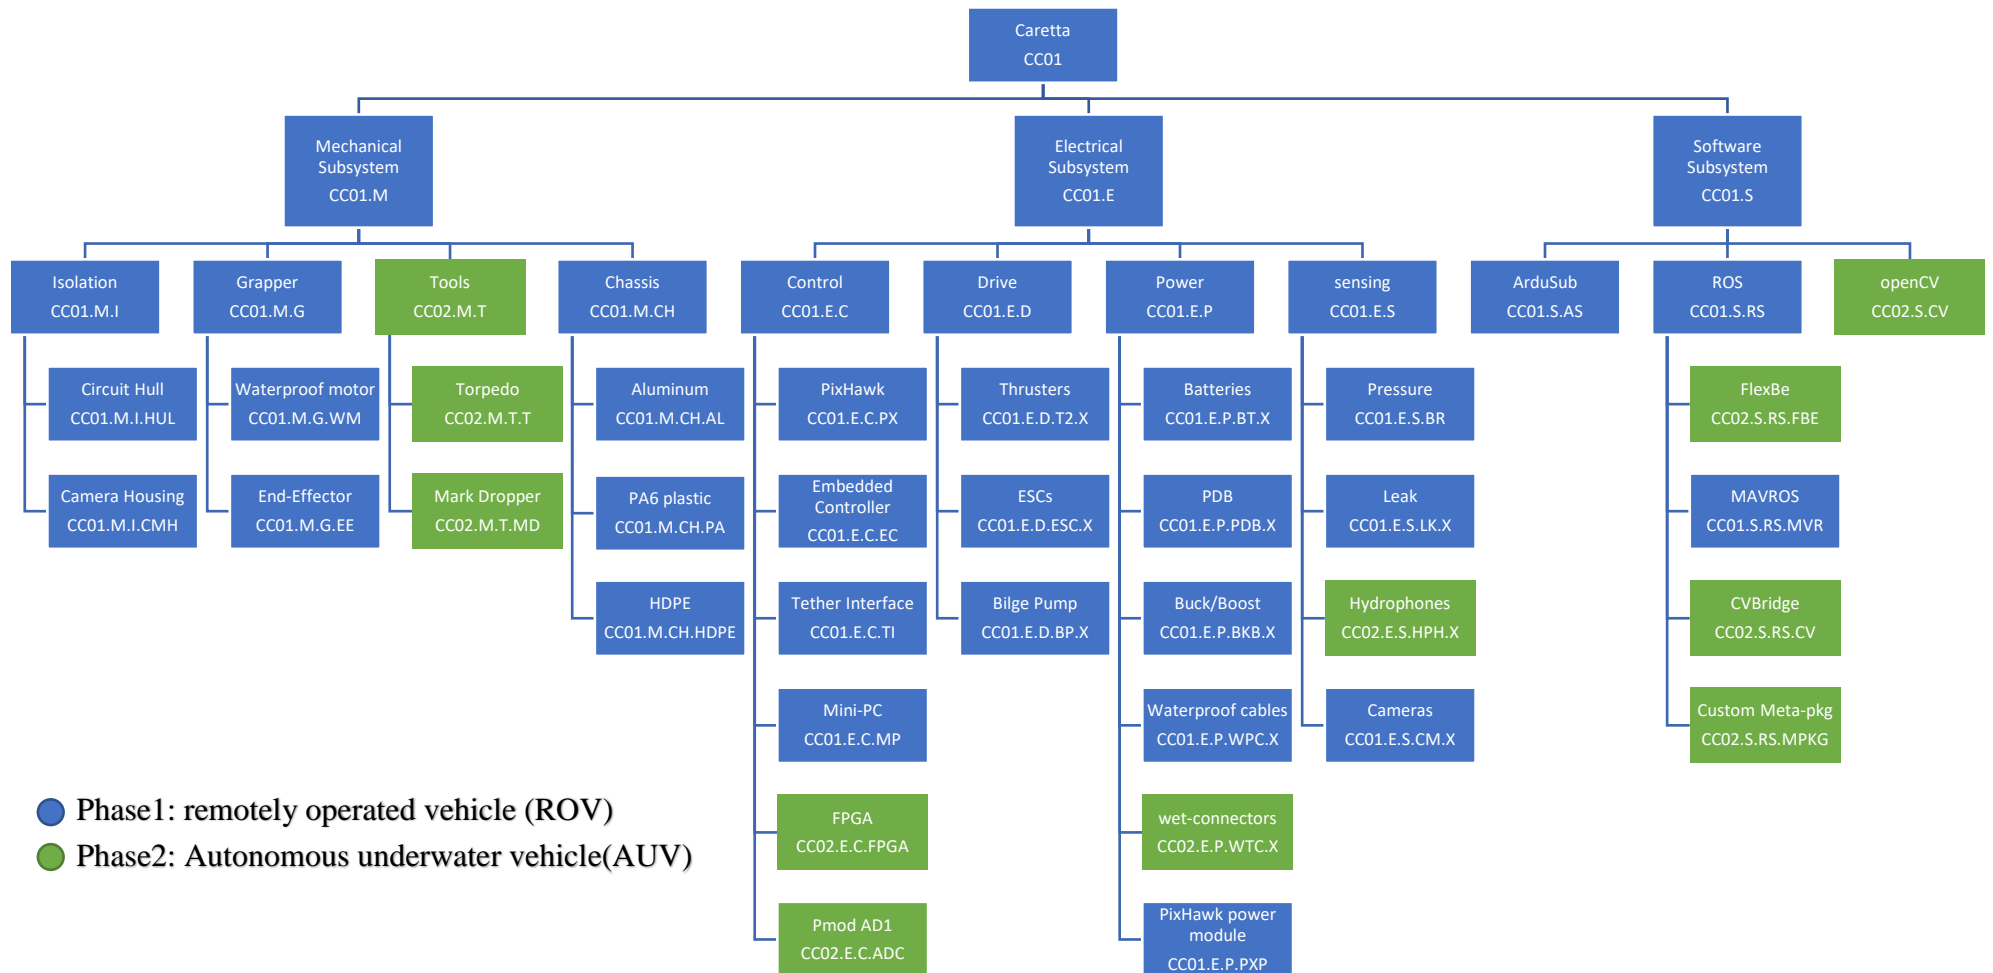 Caretta
CC01
Mechanical
Subsystem
CC01.M
Electrical
Subsystem
CC01.E
Software
Subsystem
CC01.S
Isolation
CC01.M.I
Grapper
CC01.M.G
Tools
CC02.M.T
Chassis
CC01.M.CH
Control
CC01.E.C
Drive
CC01.E.D
Power
CC01.E.P
sensing
CC01.E.S
ArduSub
CC01.S.AS
ROS
CC01.S.RS
openCV
CC02.S.CV
Circuit Hull
CC01.M.I.HUL
Waterproof motor
CC01.M.G.WM
Torpedo
CC02.M.T.T
Aluminum
CC01.M.CH.AL
PixHawk
CC01.E.C.PX
Thrusters
CC01.E.D.T2.X
Batteries
CC01.E.P.BT.X
Pressure
CC01.E.S.BR
FlexBe
CC02.S.RS.FBE
Camera Housing
CC01.M.I.CMH
End-Effector
CC01.M.G.EE
Mark Dropper
CC02.M.T.MD
PA6 plastic
CC01.M.CH.PA
Embedded
Controller
CC01.E.C.EC
ESCs
CC01.E.D.ESC.X
PDB
CC01.E.P.PDB.X
Leak
CC01.E.S.LK.X
MAVROS
CC01.S.RS.MVR
HDPE
CC01.M.CH.HDPE
Tether Interface
CC01.E.C.TI
Bilge Pump
CC01.E.D.BP.X
Buck/Boost
CC01.E.P.BKB.X
Hydrophones
CC02.E.S.HPH.X
CVBridge
CC02.S.RS.CV
Mini-PC
CC01.E.C.MP
Waterproof cables
CC01.E.P.WPC.X
Cameras
CC01.E.S.CM.X
Custom Meta-pkg
CC02.S.RS.MPKG
FPGA
CC02.E.C.FPGA
wet-connectors
CC02.E.P.WTC.X
Pmod AD1
CC02.E.C.ADC
PixHawk power
module
CC01.E.P.PXP
Phase1: remotely operated vehicle (ROV)
Phase2: Autonomous underwater vehicle(AUV)